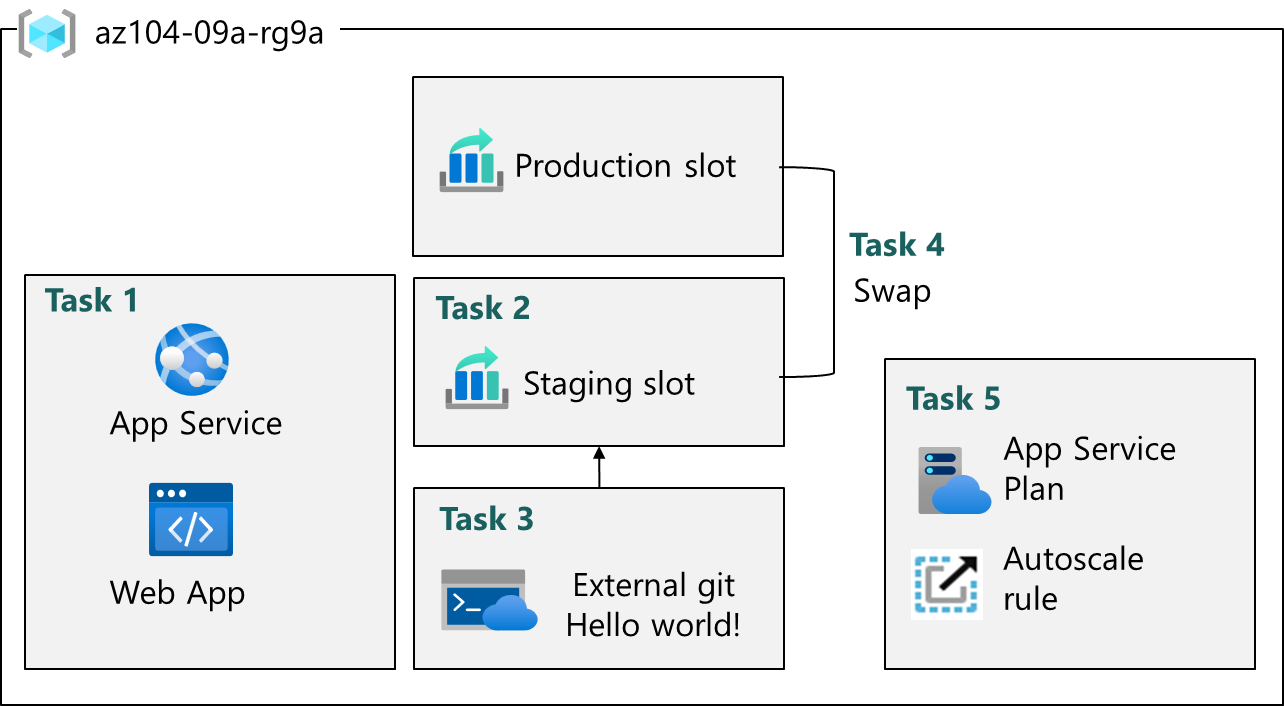 az104-09a-rg9a
Production slot
Task 4
Swap
Task 1
App Service
Web App
Task 2
Staging slot
Task 3
External git
Hello world!
Task 5
App Service
Plan
Autoscale
rule